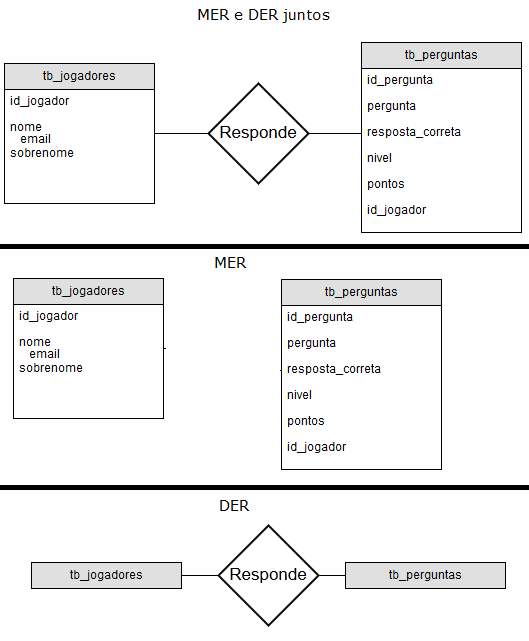 MER e DER juntos
tb_jogadores
id_jogador
nome
email
sobrenome
Responde
tb_perguntas
id_pergunta
pergunta
resposta_correta
nivel
pontos
id_jogador
MER
tb_jogadores
id_jogador
nome
email
sobrenome
tb_perguntas
id_pergunta
pergunta
resposta_correta
nivel
pontos
id_jogador
DER
tb_jogadores
Responde
tb_perguntas